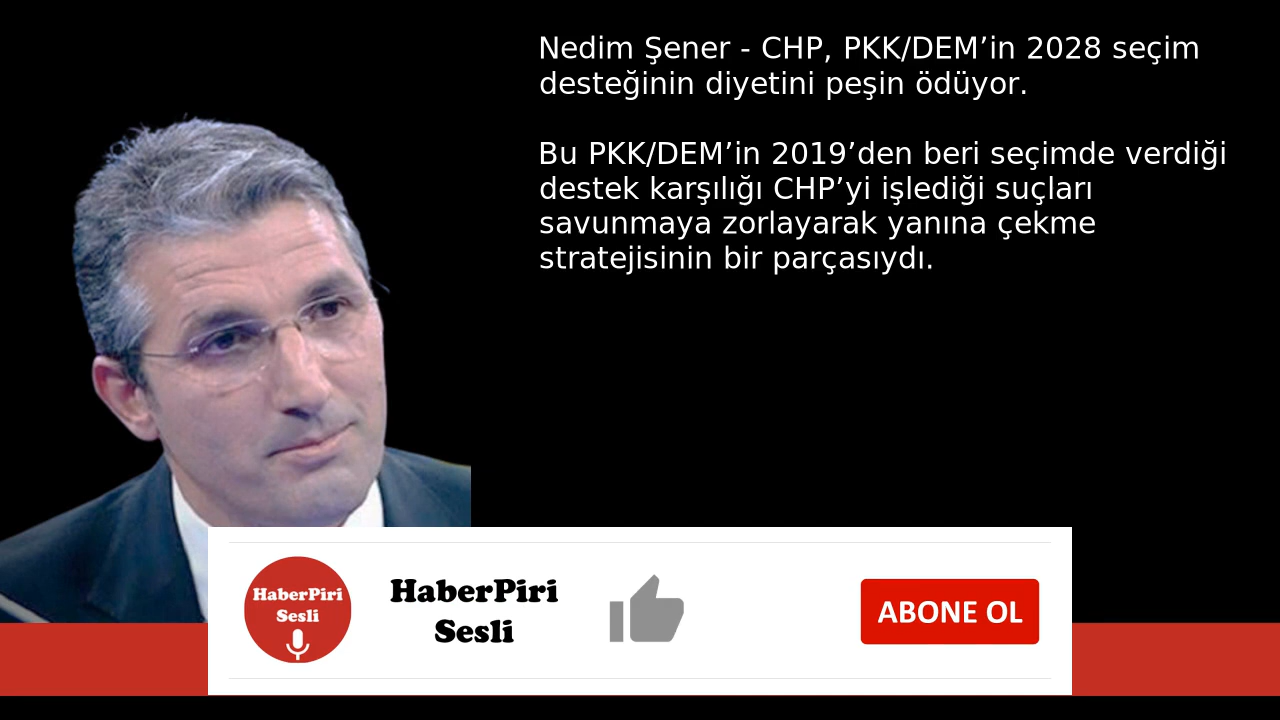 Nedim Şener - CHP, PKK/DEM’in 2028 seçim
desteğinin diyetini peşin ödüyor.
Bu PKK/DEM’in 2019’den beri seçimde verdiği
destek karşılığı CHP’yi işlediği suçları
savunmaya zorlayarak yanına çekme
stratejisinin bir parçasıydı.
HaberPiri
Sesli
HaberPiri
Sesli
ABONE OL